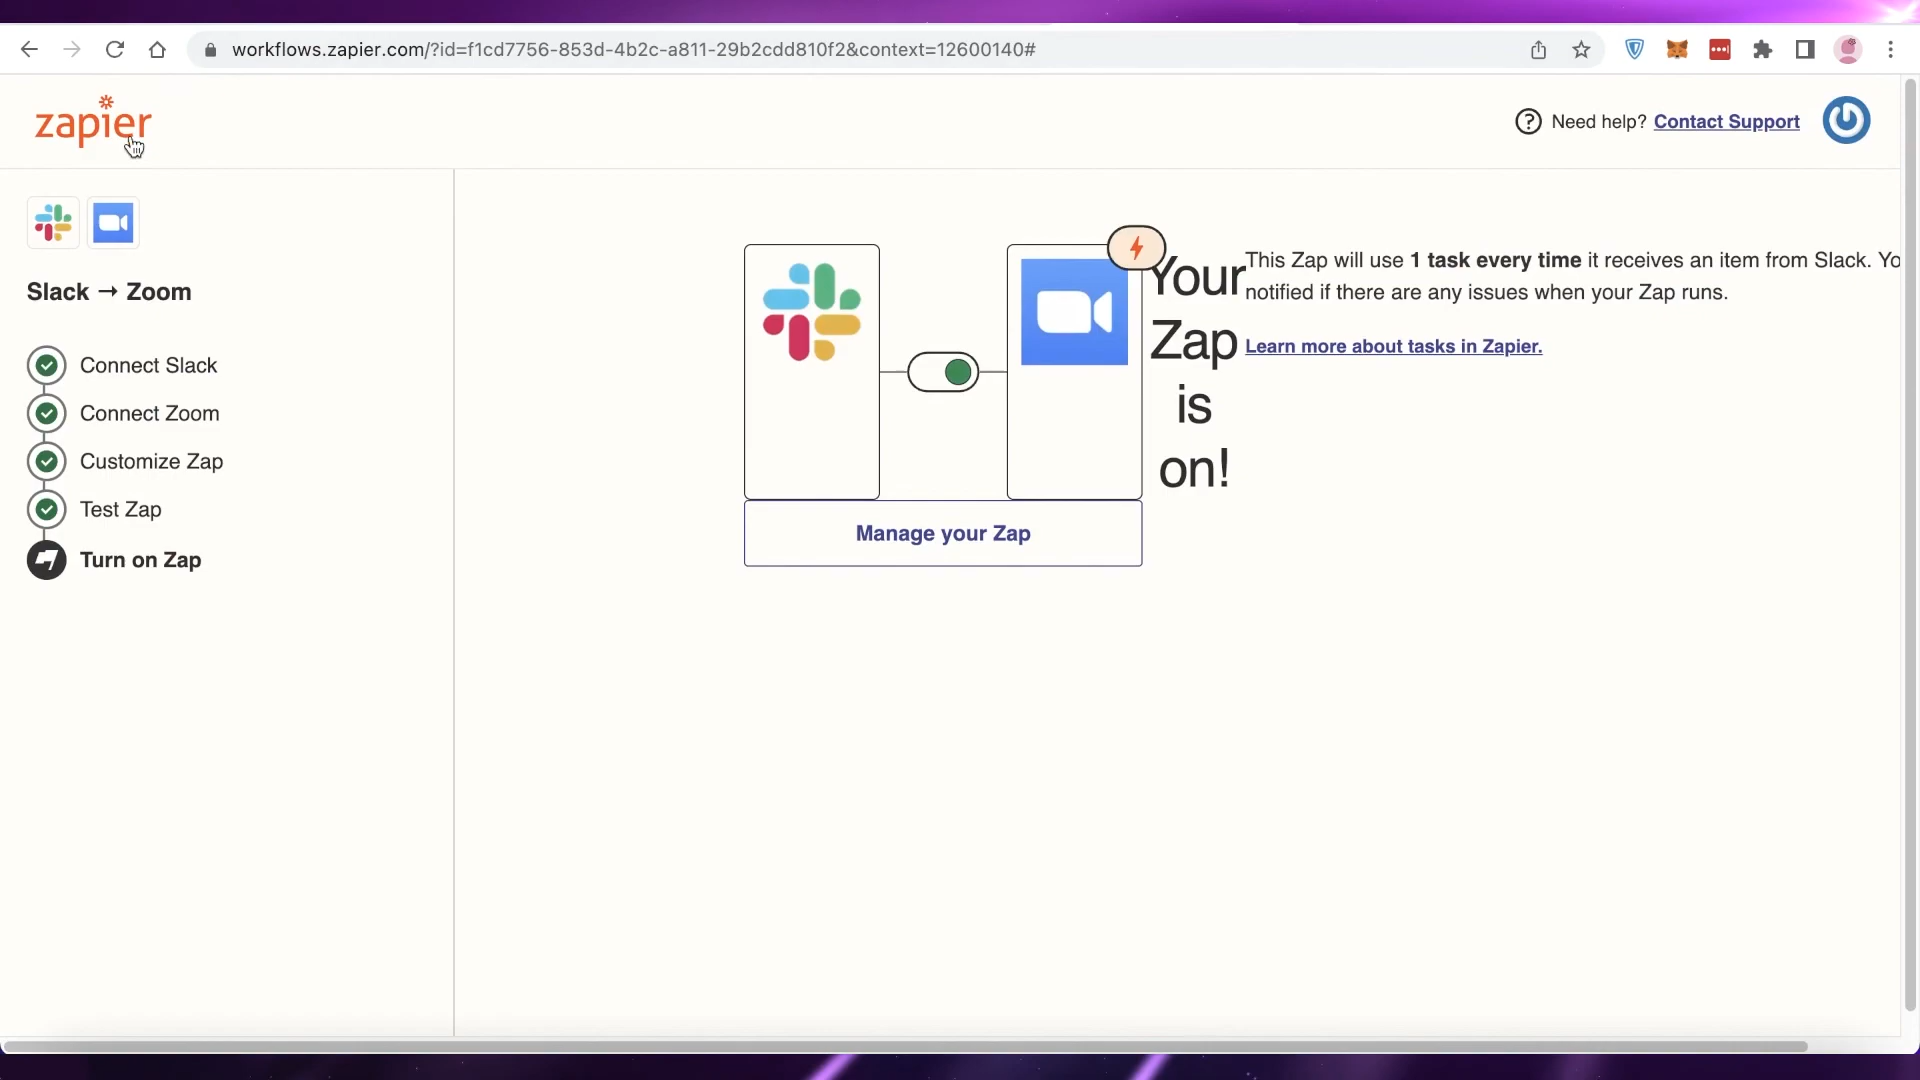 workflows.zapier.com/?id=f1cd7756-853d-4b2c-a811-29b2cdd810f2&context=12600140#
zapier
Need help? Contact Support
Slack → Zoom
Connect Slack
Connect Zoom
Customize Zap
Test Zap
Turn on Zap
Your
Zap
is
on!
This Zap will use 1 task every time it receives an item from Slack. Yo
notified if there are any issues when your Zap runs.
Learn more about tasks in Zapier.
Manage your Zap